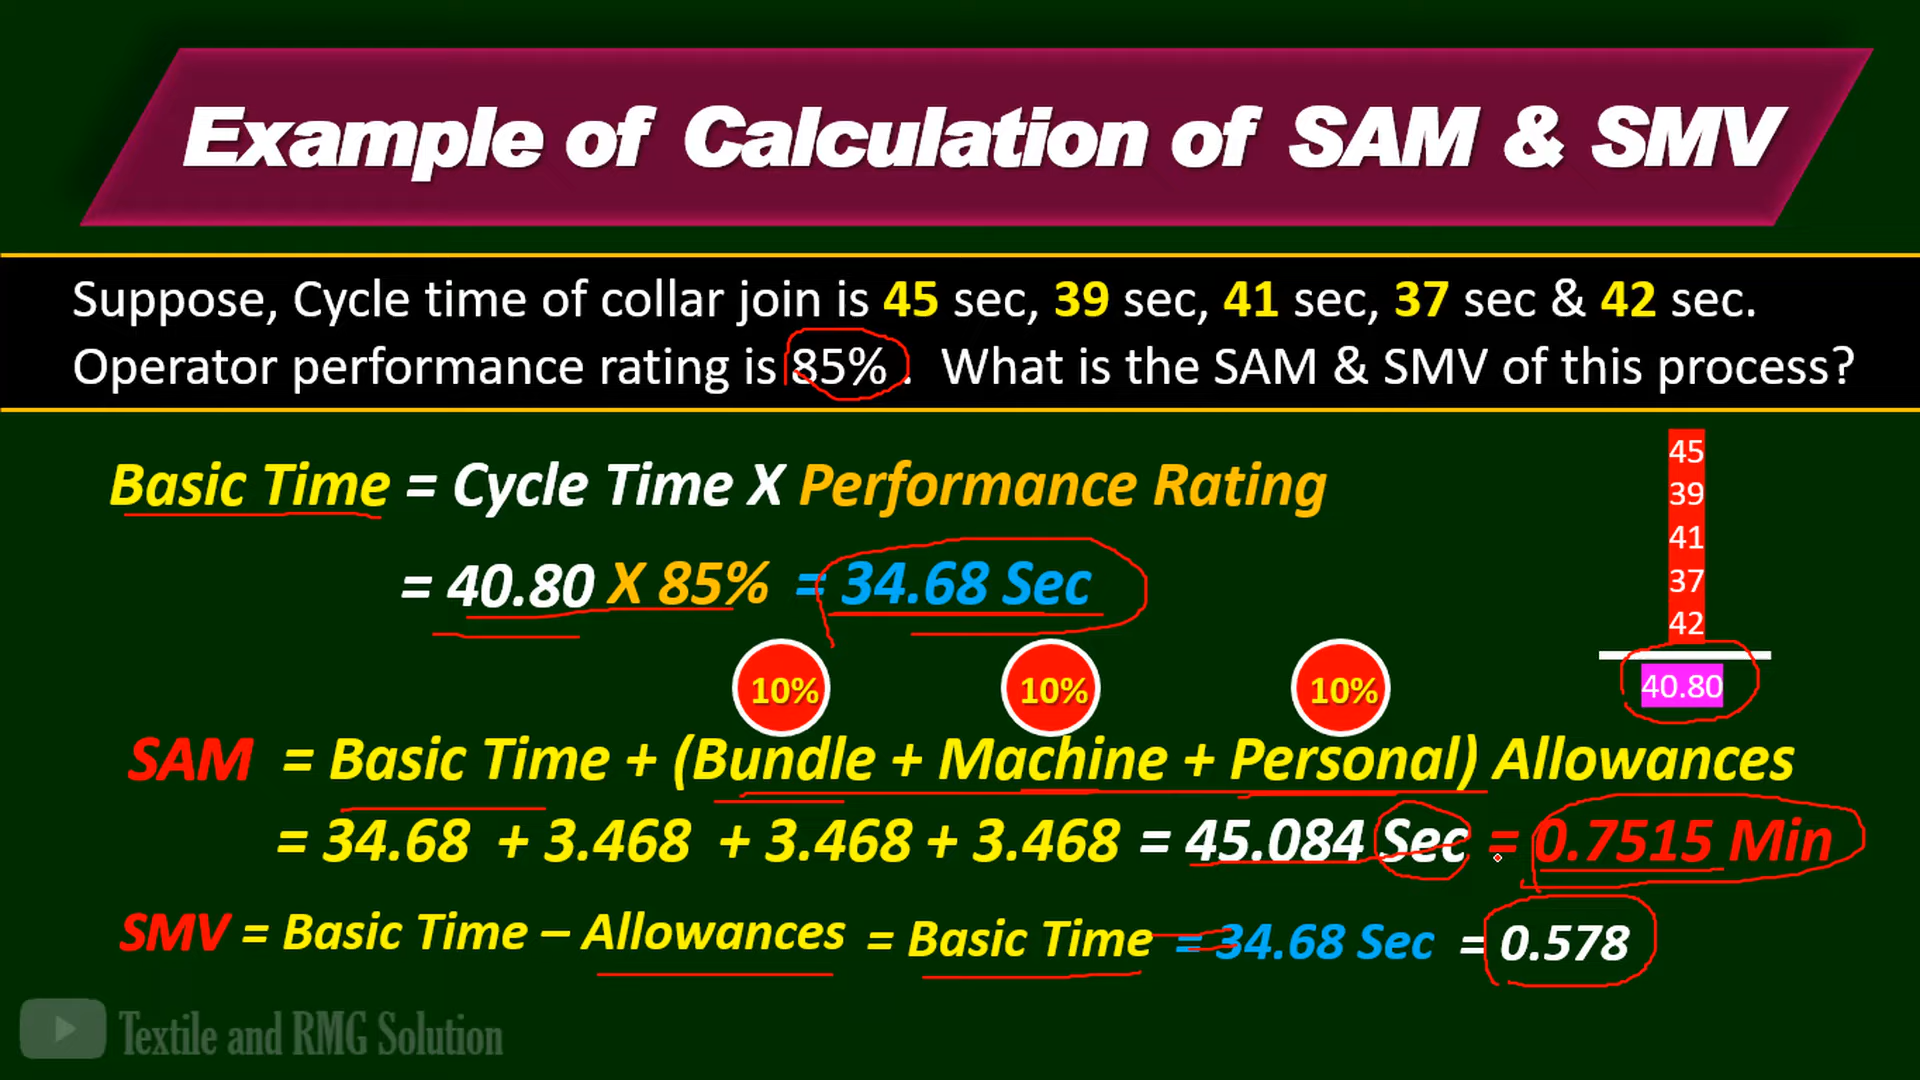 Example of Calculation of SAM & SMV
Suppose, Cycle time of collar join is 45 sec, 39 sec, 41 sec, 37 sec & 42 sec.
Operator performance rating is 85% . What is the SAM & SMV of this process?
Basic Time = Cycle Time X Performance Rating
= 40.80 X 85% = 34.68 Sec
45
39
41
37
42
40.80
10% 10% 10%
SAM = Basic Time + (Bundle + Machine + Personal) Allowances
= 34.68 + 3.468 + 3.468 + 3.468 = 45.084 Sec = 0.7515 Min
SMV = Basic Time – Allowances = Basic Time = 34.68 Sec = 0.578
Textile and RMG Solution